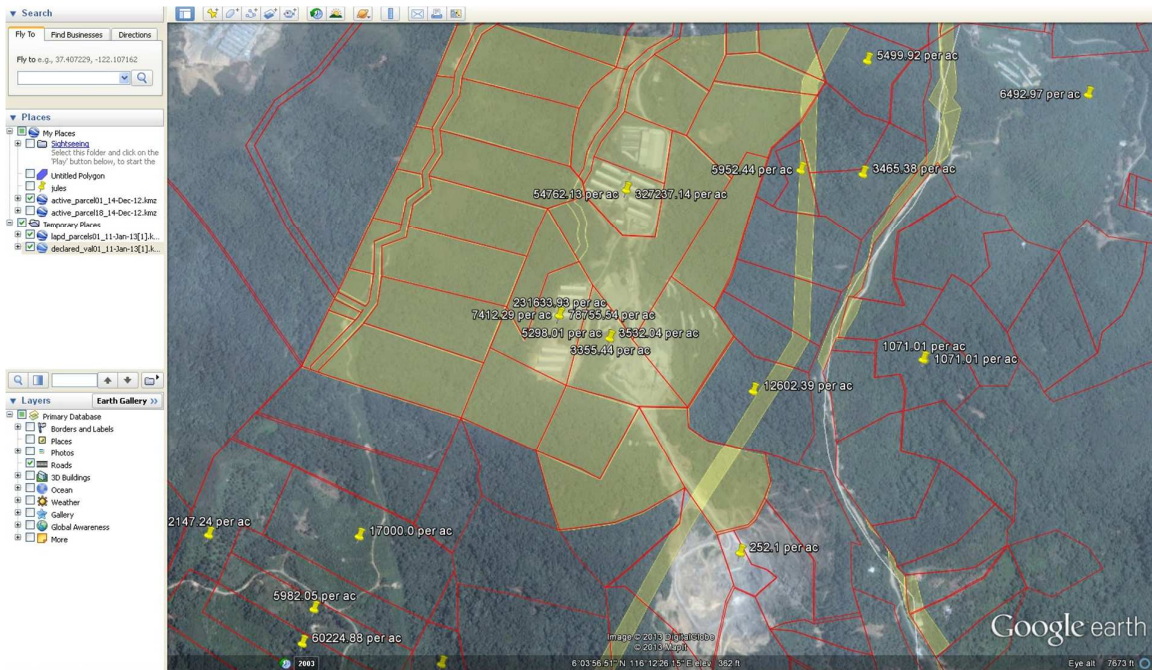 Search
Fly To
Find Businesses
Directions
Fly to e.g., 37.407229, -122.107162
Places
My Places
Sightseeing
Select this folder and click on the
'Play' button below, to start the
Untitled Polygon
jules
active_parcel01_14-Dec-12.kmz
active_parcel18_14-Dec-12.kmz
Temporary Places
lapd_parcels01_11-Jan-13[1].k...
declared_val01_11-Jan-13[1].k...
Layers
Earth Gallery >>
Primary Database
Borders and Labels
Places
Photos
Roads
3D Buildings
Ocean
Weather
Gallery
Global Awareness
More
5499.92 per ac
6492.97 per ac
5952.44 per ac
3465.38 per ac
54762.13 per ac
327237.14 per ac
231633.93 per ac
7412.29 per ac
78755.54 per ac
5298.01 per ac
3532.04 per ac
3355.44 per ac
1071.01 per ac
1071.01 per ac
12602.39 per ac
2147.24 per ac
17000.0 per ac
252.1 per ac
5982.05 per ac
60224.88 per ac
Image © 2013 DigitalGlobe
© 2013 MapIt
Google earth
2003
6°03'56.51" N 116°12'26.15" E elev 362 ft
Eye alt 7673 ft